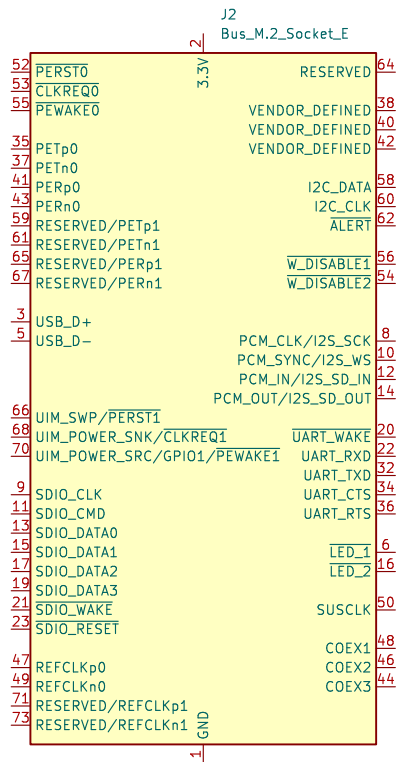 J2
Bus_M.2_Socket_E
2
3.3V
52 PERST0
53 CLKREQ0
55 PEWAKE0
35 PETp0
37 PETn0
41 PERp0
43 PERn0
59 RESERVED/PETp1
61 RESERVED/PETn1
65 RESERVED/PERp1
67 RESERVED/PERn1
3 USB_D+
5 USB_D-
66 UIM_SWP/PERST1
68 UIM_POWER_SNK/CLKREQ1
70 UIM_POWER_SRC/GPIO1/PEWAKE1
9 SDIO_CLK
11 SDIO_CMD
13 SDIO_DATA0
15 SDIO_DATA1
17 SDIO_DATA2
19 SDIO_DATA3
21 SDIO_WAKE
23 SDIO_RESET
47 REFCLKp0
49 REFCLKn0
71 RESERVED/REFCLKp1
73 RESERVED/REFCLKn1
RESERVED 64
VENDOR_DEFINED 38
VENDOR_DEFINED 40
VENDOR_DEFINED 42
I2C_DATA 58
I2C_CLK 60
ALERT 62
W_DISABLE1 56
W_DISABLE2 54
PCM_CLK/I2S_SCK 8
PCM_SYNC/I2S_WS 10
PCM_IN/I2S_SD_IN 12
PCM_OUT/I2S_SD_OUT 14
UART_WAKE 20
UART_RXD 22
UART_TXD 32
UART_CTS 34
UART_RTS 36
LED_1 6
LED_2 16
SUSCLK 50
COEX1 48
COEX2 46
COEX3 44
GND
1